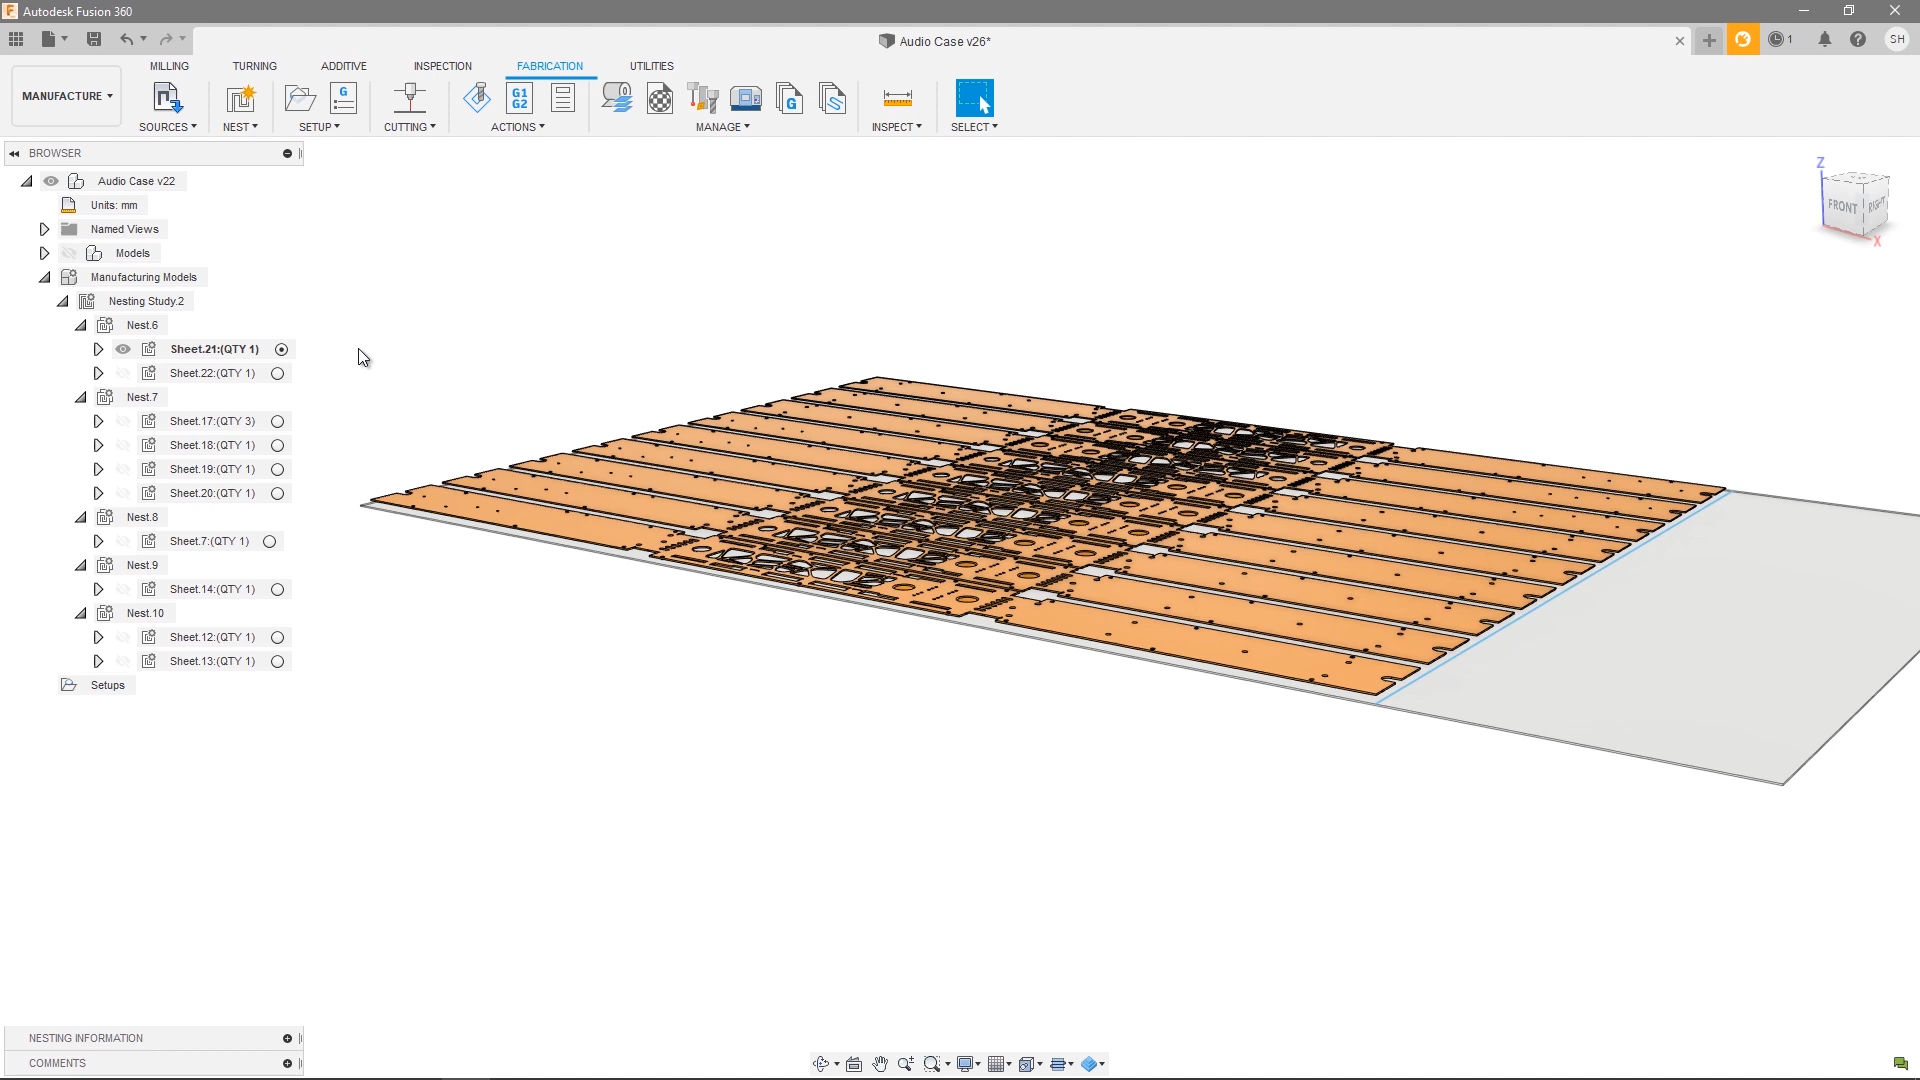 Autodesk Fusion 360
Audio Case v26*
1
SH
MANUFACTURE
MILLING
TURNING
ADDITIVE
INSPECTION
FABRICATION
UTILITIES
G
G1
G2
G
SOURCES
NEST
SETUP
CUTTING
ACTIONS
MANAGE
INSPECT
SELECT
BROWSER
Audio Case v22
Units: mm
Named Views
Models
Manufacturing Models
Nesting Study.2
Nest.6
Sheet.21:(QTY 1)
Sheet.22:(QTY 1)
Nest.7
Sheet.17:(QTY 3)
Sheet.18:(QTY 1)
Sheet.19:(QTY 1)
Sheet.20:(QTY 1)
Nest.8
Sheet.7:(QTY 1)
Nest.9
Sheet.14:(QTY 1)
Nest.10
Sheet.12:(QTY 1)
Sheet.13:(QTY 1)
Setups
Z
FRONT
RIGHT
X
NESTING INFORMATION
COMMENTS